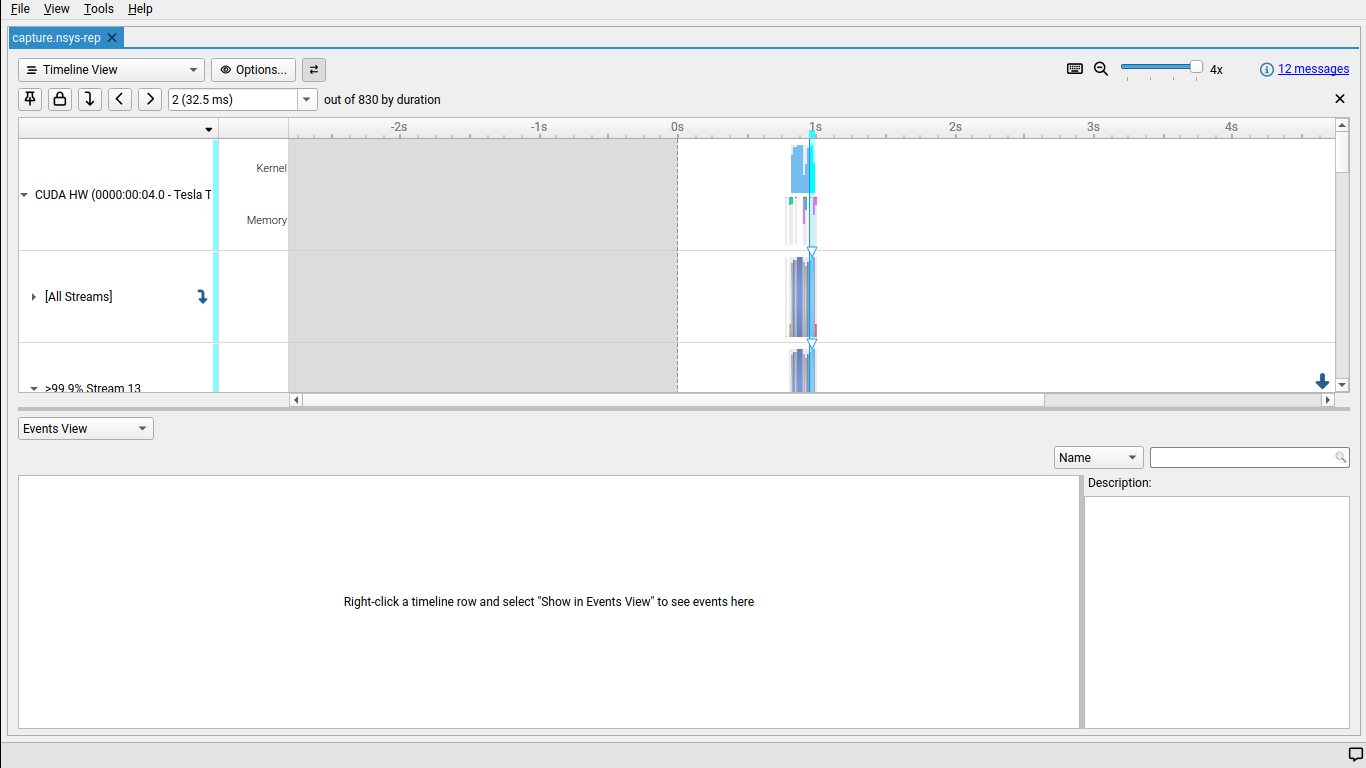 File View Tools Help
capture.nsys-rep
Timeline View Options... 4x 12 messages
2 (32.5 ms) out of 830 by duration
-2s -1s 0s 1s 2s 3s 4s
Kernel
CUDA HW (0000:00:04.0 - Tesla T
Memory
[All Streams]
>99.9% Stream 13
Events View
Name
Description:
Right-click a timeline row and select "Show in Events View" to see events here